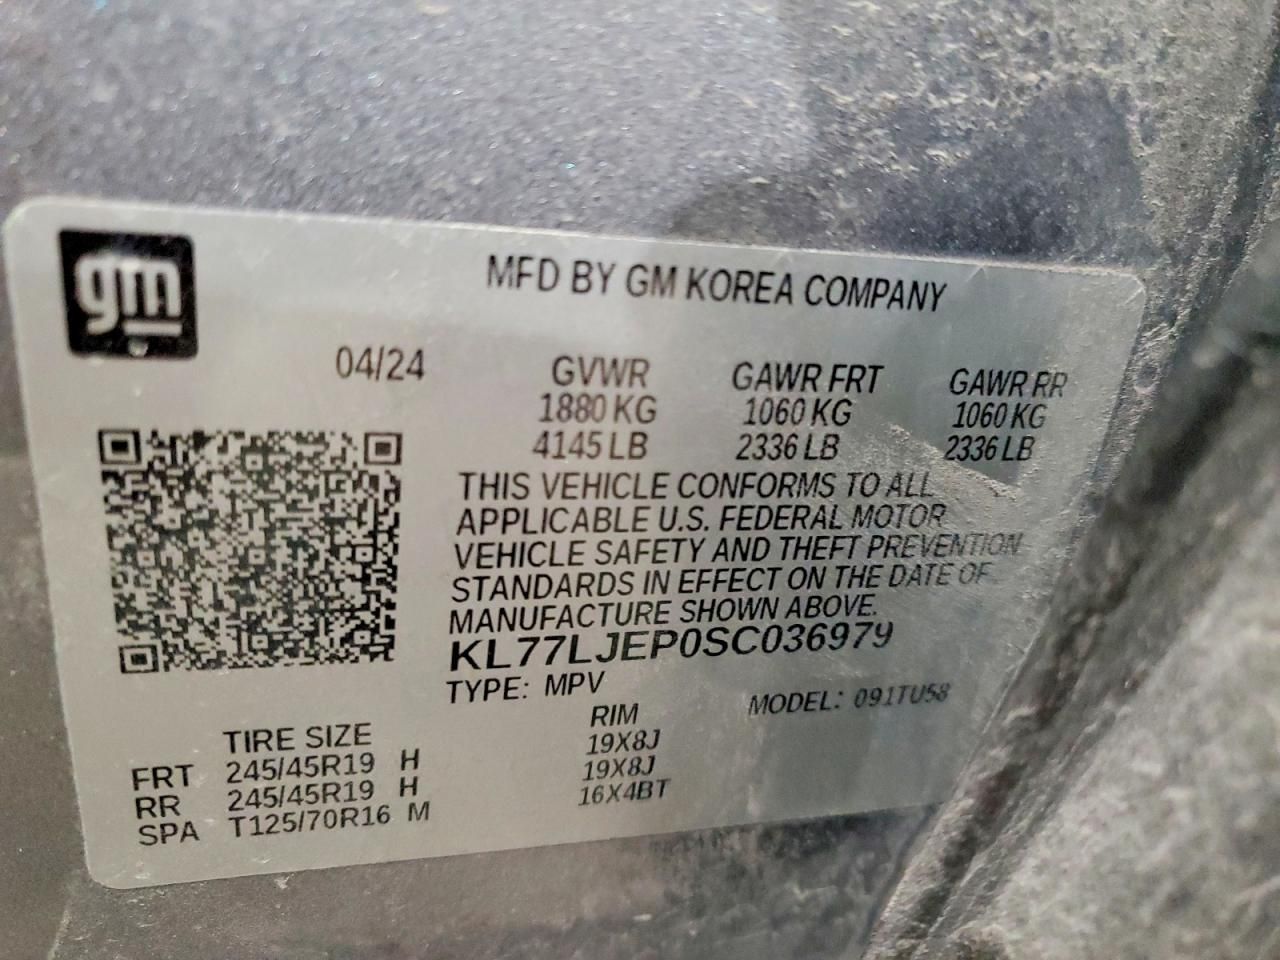 gm
MFD BY GM KOREA COMPANY
04/24 GVWR GAWR FRT GAWR RR
1880 KG 1060 KG 1060 KG
4145 LB 2336 LB 2336 LB
THIS VEHICLE CONFORMS TO ALL
APPLICABLE U.S. FEDERAL MOTOR
VEHICLE SAFETY AND THEFT PREVENTION
STANDARDS IN EFFECT ON THE DATE OF
MANUFACTURE SHOWN ABOVE.
KL77LJEP0SC036979
TYPE: MPV MODEL: 091TU58
TIRE SIZE RIM
FRT 245/45R19 H 19X8J
RR 245/45R19 H 19X8J
SPA T125/70R16 M 16X4BT